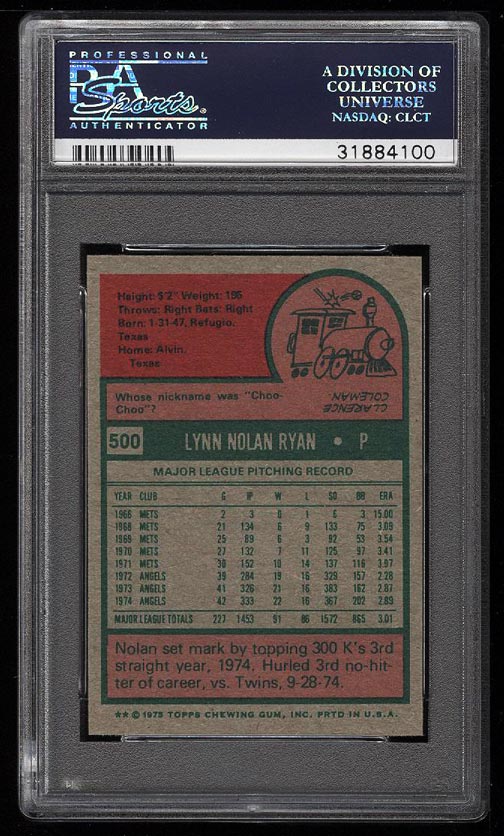 PROFESSIONAL
PSA
Sports
AUTHENTICATOR
A DIVISION OF
COLLECTORS
UNIVERSE
NASDAQ: CLCT
31884100
Height: 6'2" Weight: 195
Throws: Right Bats: Right
Born: 1-31-47, Refugio,
Texas
Home: Alvin,
Texas
Whose nickname was "Choo-
Choo"?
CLARENCE
COLEMAN
500 LYNN NOLAN RYAN • P
MAJOR LEAGUE PITCHING RECORD
YEAR CLUB G IP W L SO BB ERA
1966 METS 2 3 0 1 6 3 15.00
1968 METS 21 134 6 9 133 75 3.09
1969 METS 25 89 6 3 92 53 3.54
1970 METS 27 132 7 11 125 97 3.41
1971 METS 30 152 10 14 137 116 3.97
1972 ANGELS 39 284 19 16 329 157 2.28
1973 ANGELS 41 326 21 16 383 162 2.87
1974 ANGELS 42 333 22 16 367 202 2.89
MAJOR LEAGUE TOTALS 227 1453 91 86 1572 865 3.01
Nolan set mark by topping 300 K's 3rd
straight year, 1974. Hurled 3rd no-hit-
ter of career, vs. Twins, 9-28-74.
★★ © 1975 TOPPS CHEWING GUM, INC. PRTD IN U.S.A.